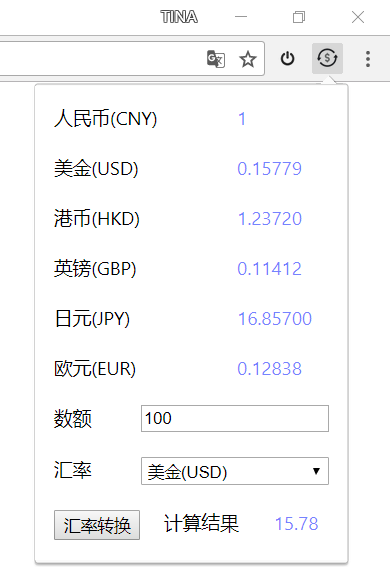 TINA
人民币(CNY) 1
美金(USD) 0.15779
港币(HKD) 1.23720
英镑(GBP) 0.11412
日元(JPY) 16.85700
欧元(EUR) 0.12838
数额 100
汇率 美金(USD)
汇率转换 计算结果 15.78